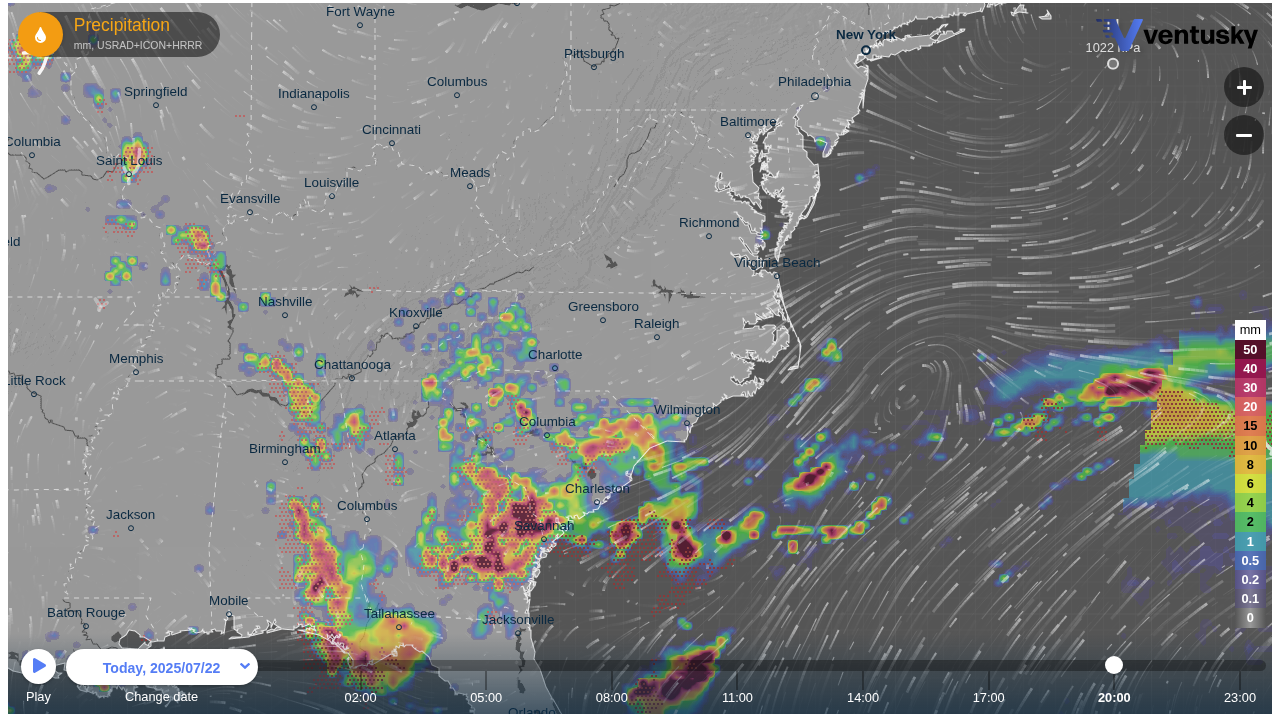 Fort Wayne
Precipitation
mm, USRAD+ICON+HRRR
New York
ventusky
1022 hPa
Pittsburgh
Columbus
Philadelphia
Springfield
Indianapolis
Baltimore
Cincinnati
Columbia
Saint Louis
Meads
Louisville
Evansville
Richmond
eld
Virginia Beach
Nashville
Knoxville
Greensboro
Raleigh
mm
50
Memphis
Chattanooga
Charlotte
40
Little Rock
30
Wilmington
20
Columbia
15
Atlanta
Birmingham
10
8
Charleston
6
Columbus
4
Jackson
Savannah
2
1
0.5
0.2
Mobile
0.1
Baton Rouge
Tallahassee
Jacksonville
0
Today, 2025/07/22
Play
Change date
02:00
05:00
08:00
11:00
14:00
17:00
20:00
23:00
Orlando